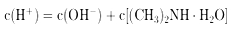 c(H⁺) = c(OH⁻) + c[(CH₃)₂NH · H₂O]